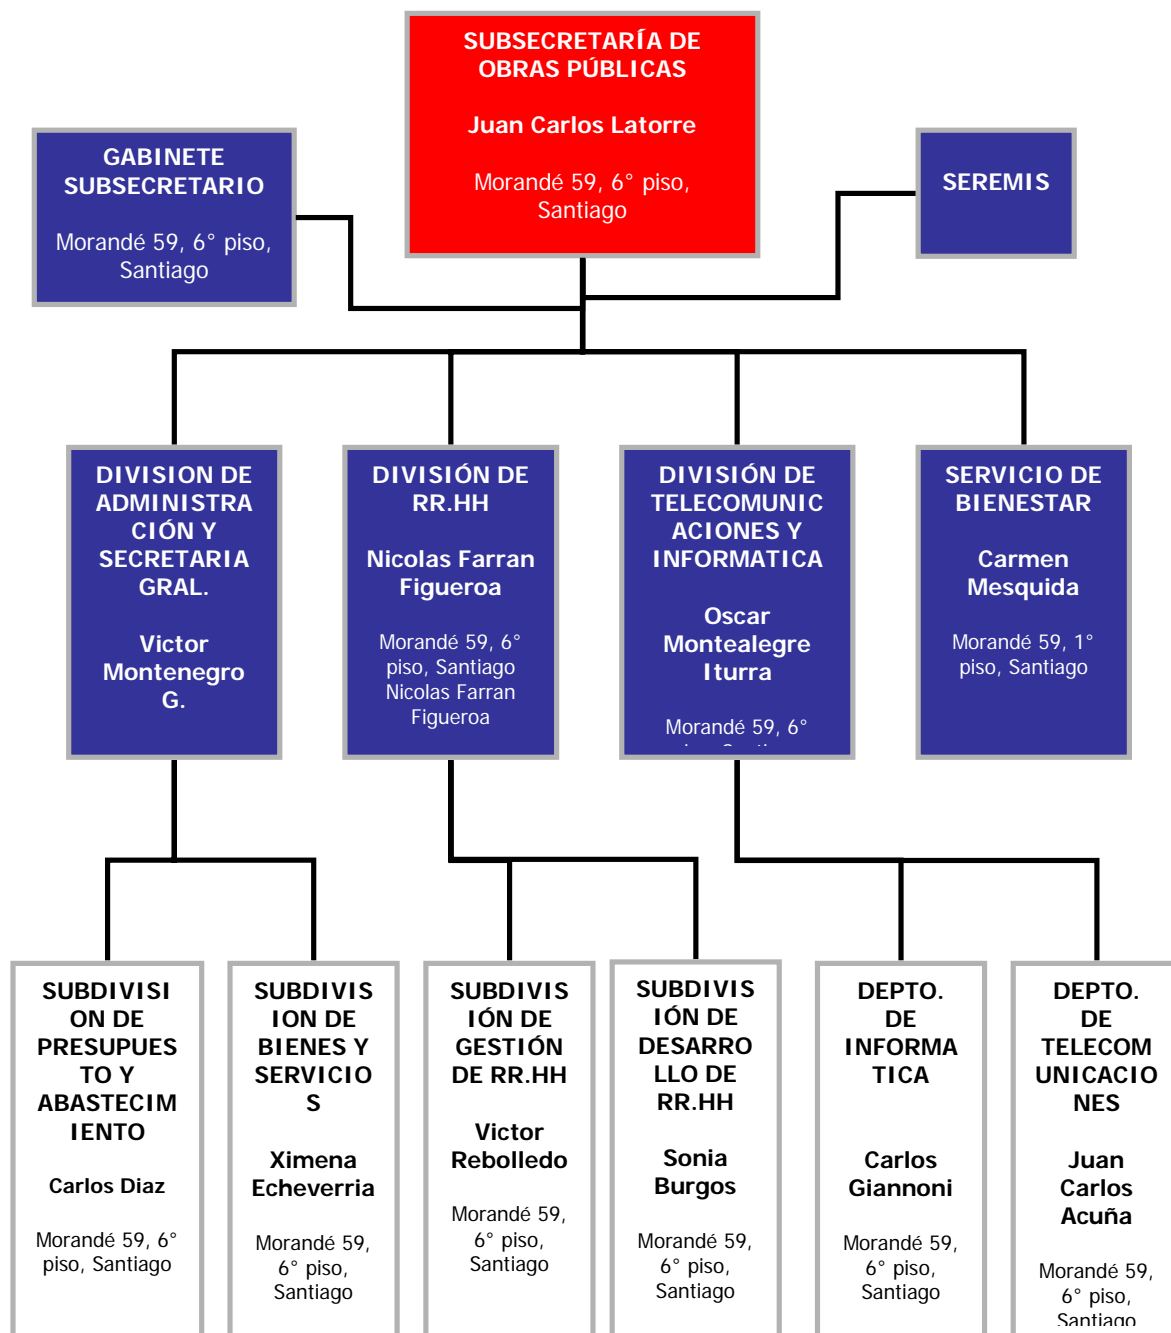 SUBSECRETARÍA DE
OBRAS PÚBLICAS
Juan Carlos Latorre
Morandé 59, 6° piso,
Santiago
GABINETE
SUBSECRETARIO
Morandé 59, 6° piso,
Santiago
SEREMIS
DIVISION DE
ADMINISTRA
CIÓN Y
SECRETARIA
GRAL.
Victor
Montenegro
G.
DIVISIÓN DE
RR.HH
Nicolas Farran
Figueroa
Morandé 59, 6°
piso, Santiago
Nicolas Farran
Figueroa
DIVISIÓN DE
TELECOMUNIC
ACIONES Y
INFORMATICA
Oscar
Montealegre
Iturra
Morandé 59, 6°
SERVICIO DE
BIENESTAR
Carmen
Mesquida
Morandé 59, 1°
piso, Santiago
SUBDIVISI
ON DE
PRESUPUES
TO Y
ABASTECIM
IENTO
Carlos Diaz
Morandé 59, 6°
piso, Santiago
SUBDIVIS
ION DE
BIENES Y
SERVICIO
S
Ximena
Echeverria
Morandé 59,
6° piso,
Santiago
SUBDIVIS
IÓN DE
GESTIÓN
DE RR.HH
Victor
Rebolledo
Morandé 59,
6° piso,
Santiago
SUBDIVIS
IÓN DE
DESARRO
LLO DE
RR.HH
Sonia
Burgos
Morandé 59,
6° piso,
Santiago
DEPTO.
DE
INFORMA
TICA
Carlos
Giannoni
Morandé 59,
6° piso,
Santiago
DEPTO.
DE
TELECOM
UNICACIO
NES
Juan
Carlos
Acuña
Morandé 59,
6° piso,
Santiago